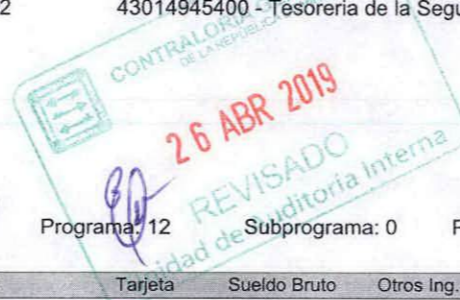 2 43014945400 - Tesoreria de la Segu
CONTRALORIA
DE LA REPUBLICA
26 ABR 2019
REVISADO
Unidad de Auditoria Interna
Programa: 12 Subprograma: 0
Tarjeta Sueldo Bruto Otros Ing.